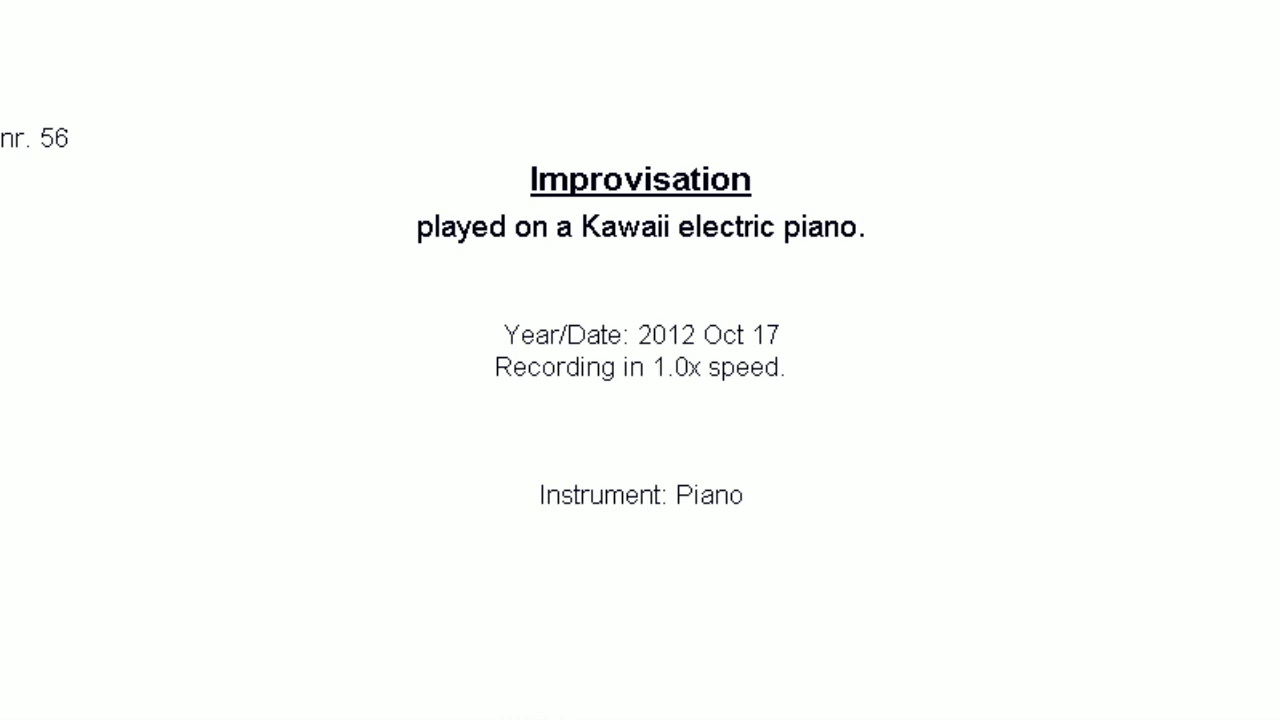 nr. 56
Improvisation
played on a Kawaii electric piano.
Year/Date: 2012 Oct 17
Recording in 1.0x speed.
Instrument: Piano